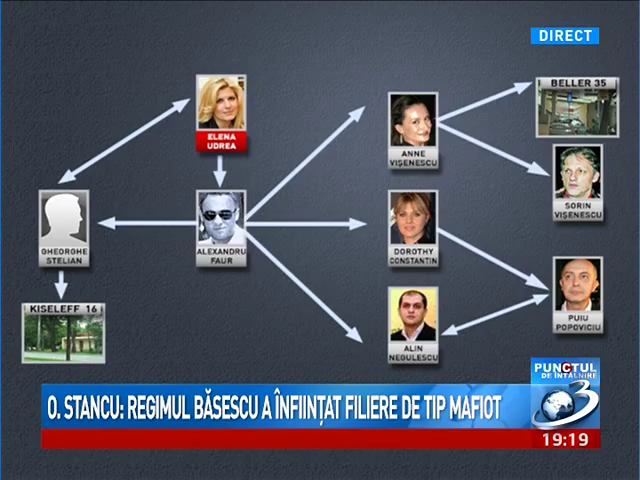 DIRECT
BELLER 35
ELENA
UDREA
ANNE
VIȘENESCU
SORIN
VIȘENESCU
GHEORGHE
STELIAN
ALEXANDRU
FAUR
DOROTHY
CONSTANTIN
KISELEFF 16
PUIU
POPOVICIU
ALIN
NEGULESCU
PUNCTUL
DE ÎNTÂLNIRE
3
O. STANCU: REGIMUL BĂSESCU A ÎNFIINȚAT FILIERE DE TIP MAFIOT
19:19